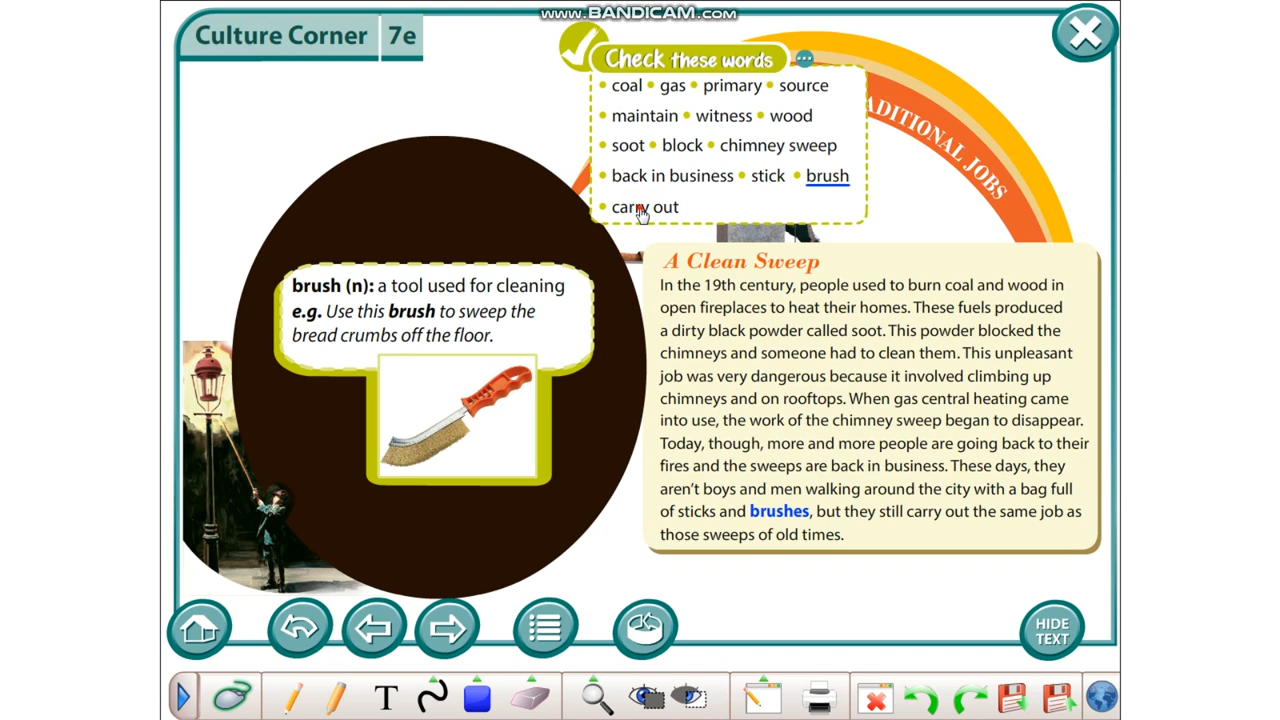 www.BANDICAM.com
Culture Corner 7e
Check these words
• coal • gas • primary • source
• maintain • witness • wood
• soot • block • chimney sweep
• back in business • stick • brush
• carry out
ADITIONAL JOBS
brush (n): a tool used for cleaning
e.g. Use this brush to sweep the
bread crumbs off the floor.
A Clean Sweep
In the 19th century, people used to burn coal and wood in
open fireplaces to heat their homes. These fuels produced
a dirty black powder called soot. This powder blocked the
chimneys and someone had to clean them. This unpleasant
job was very dangerous because it involved climbing up
chimneys and on rooftops. When gas central heating came
into use, the work of the chimney sweep began to disappear.
Today, though, more and more people are going back to their
fires and the sweeps are back in business. These days, they
aren't boys and men walking around the city with a bag full
of sticks and brushes, but they still carry out the same job as
those sweeps of old times.
HIDE
TEXT
T